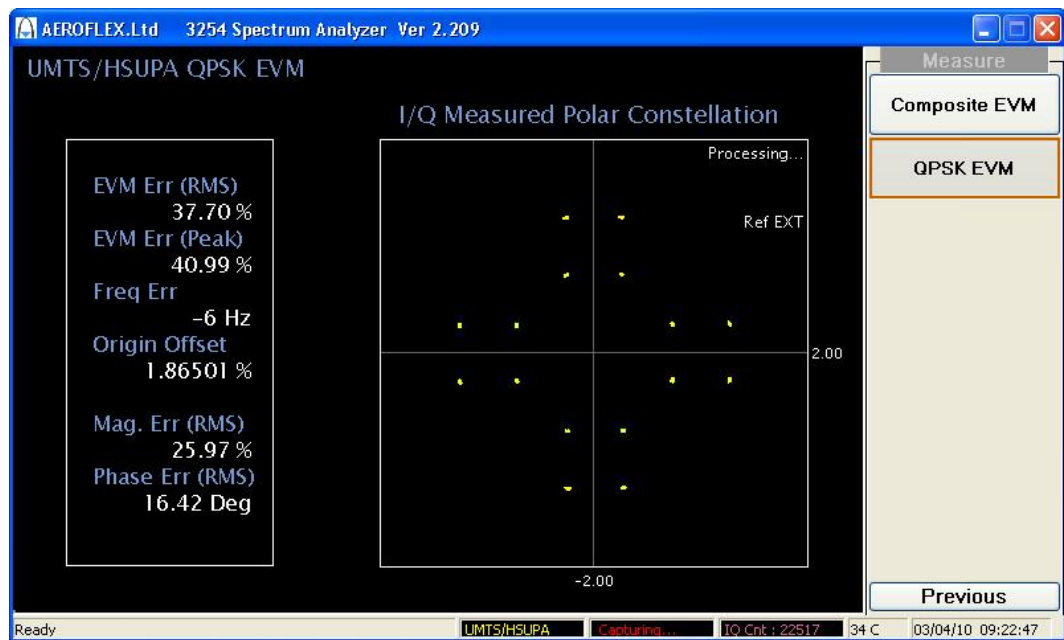 AEROFLEX.Ltd 3254 Spectrum Analyzer Ver 2.209
UMTS/HSUPA QPSK EVM
I/Q Measured Polar Constellation
EVM Err (RMS)
37.70 %
EVM Err (Peak)
40.99 %
Freq Err
-6 Hz
Origin Offset
1.86501 %
Mag. Err (RMS)
25.97 %
Phase Err (RMS)
16.42 Deg
Processing...
Ref EXT
2.00
-2.00
Measure
Composite EVM
QPSK EVM
Previous
Ready UMTS/HSUPA Capturing... IQ Cnt : 22517 34 C 03/04/10 09:22:47